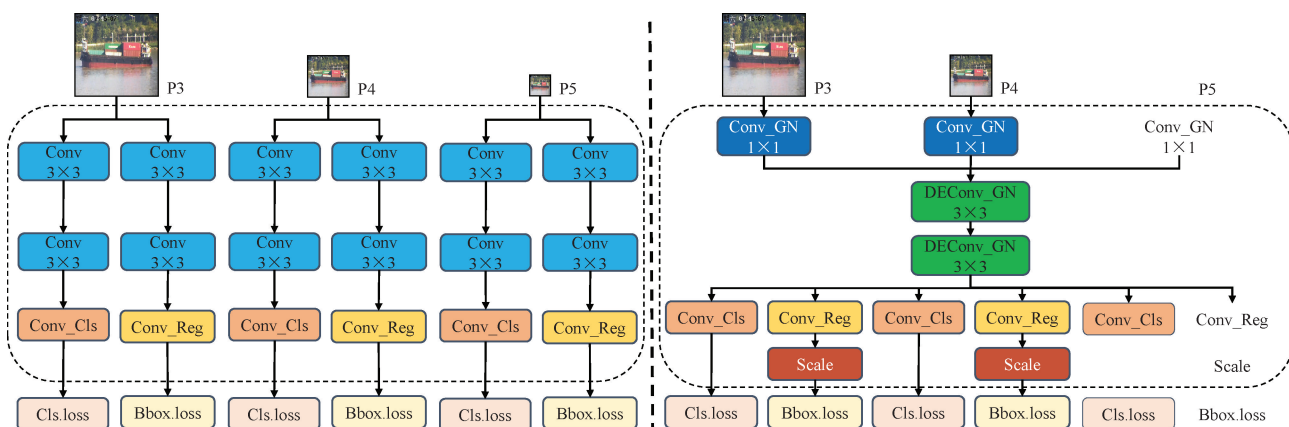 P3
P4
P5
Conv
3×3
Conv
3×3
Conv
3×3
Conv
3×3
Conv
3×3
Conv
3×3
Conv
3×3
Conv
3×3
Conv
3×3
Conv
3×3
Conv
3×3
Conv
3×3
Conv_Cls
Conv_Reg
Conv_Cls
Conv_Reg
Conv_Cls
Conv_Reg
Cls.loss
Bbox.loss
Cls.loss
Bbox.loss
Cls.loss
Bbox.loss
P3
P4
P5
Conv_GN
1×1
Conv_GN
1×1
Conv_GN
1×1
DEConv_GN
3×3
DEConv_GN
3×3
Conv_Cls
Conv_Reg
Conv_Cls
Conv_Reg
Conv_Cls
Conv_Reg
Scale
Scale
Scale
Cls.loss
Bbox.loss
Cls.loss
Bbox.loss
Cls.loss
Bbox.loss